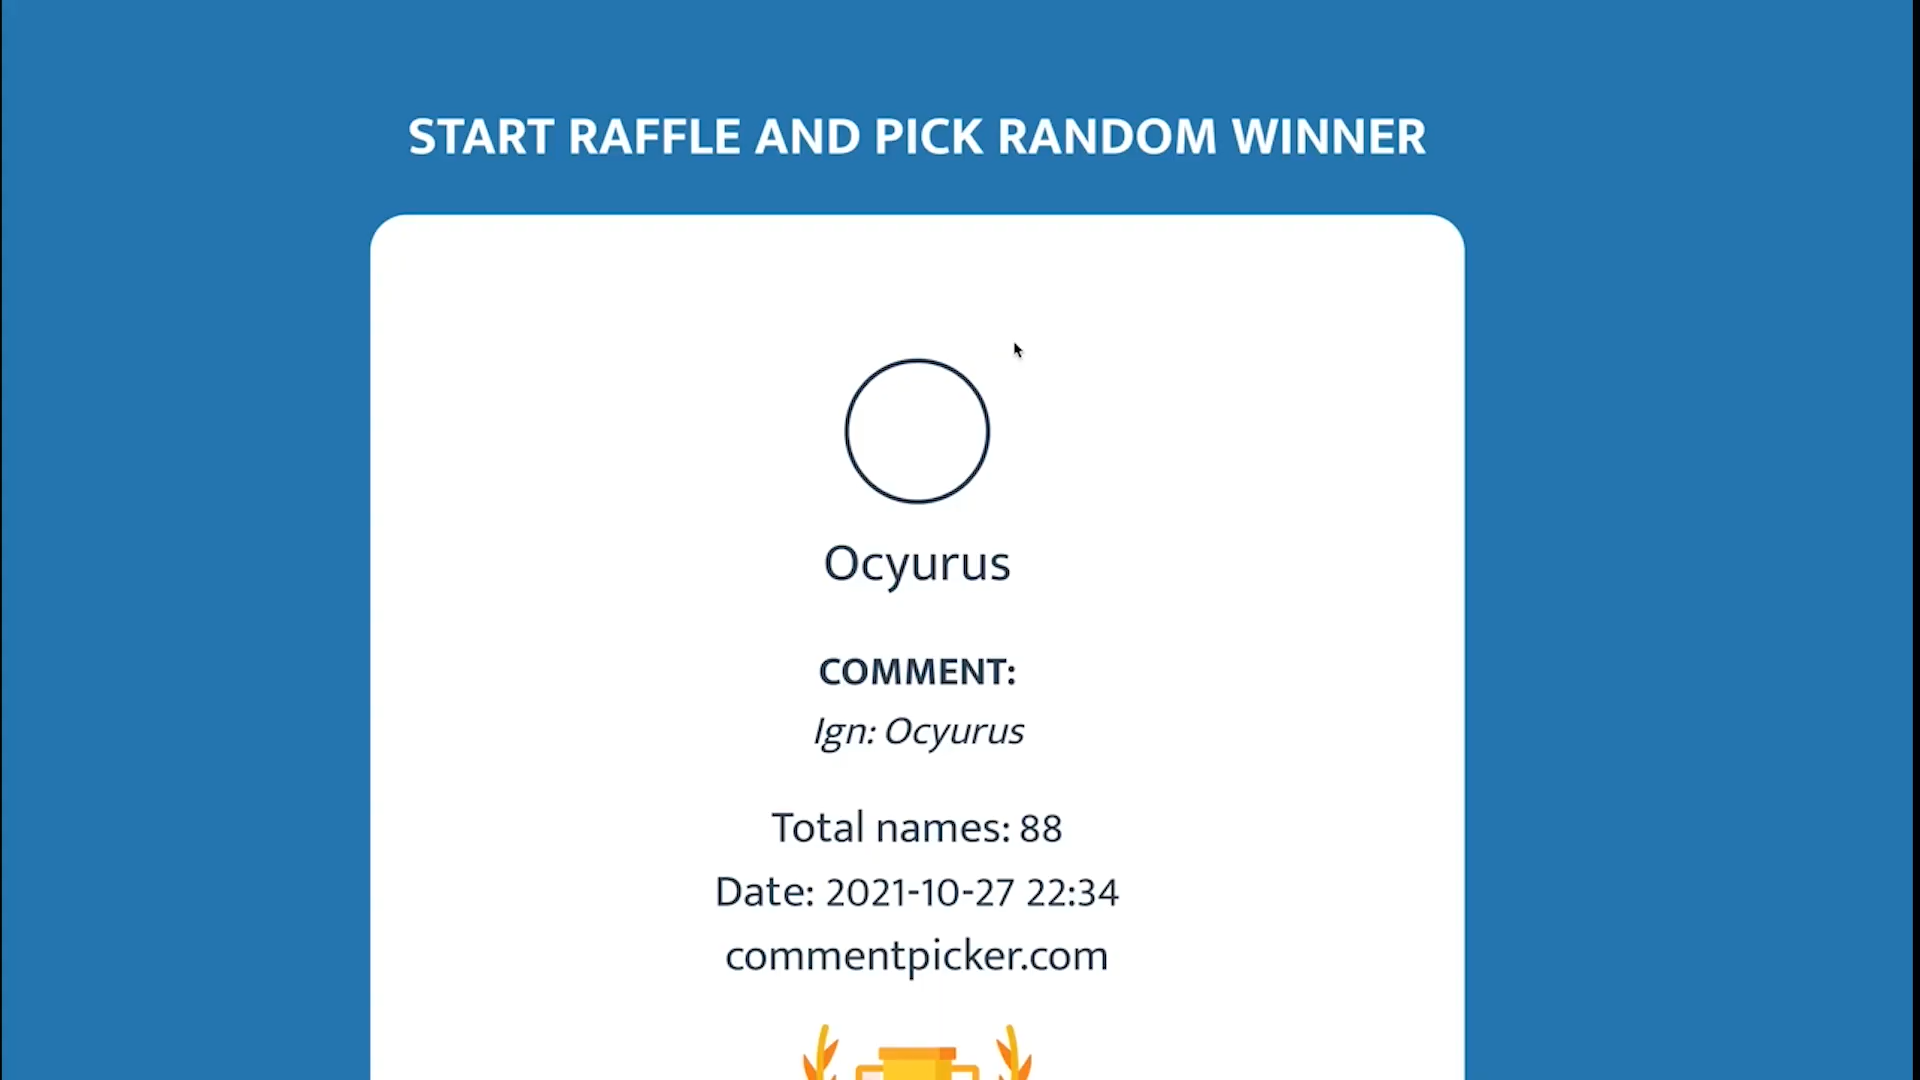 START RAFFLE AND PICK RANDOM WINNER
Ocyurus
COMMENT:
Ign: Ocyurus
Total names: 88
Date: 2021-10-27 22:34
commentpicker.com